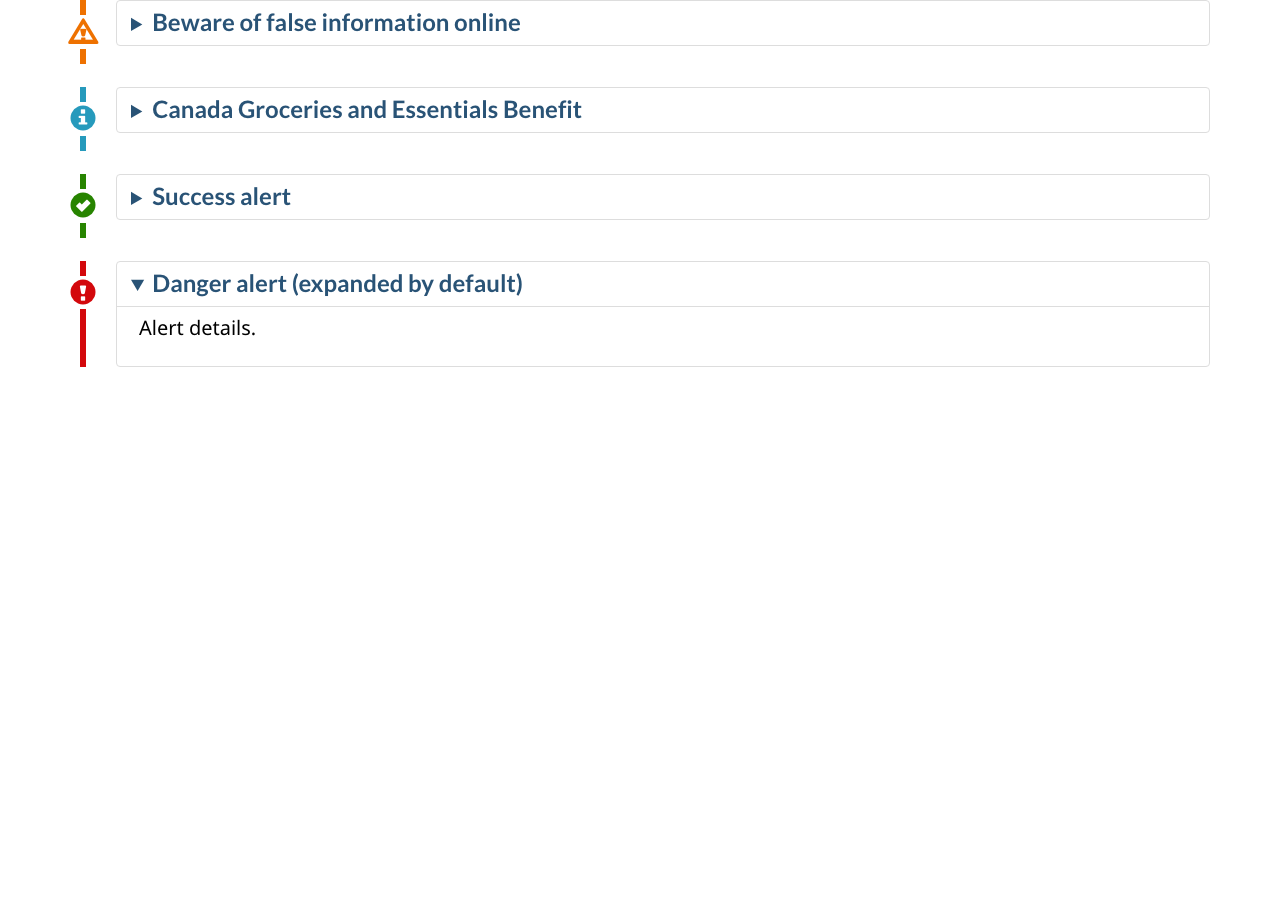 Beware of false information online
Canada Groceries and Essentials Benefit
Success alert
Danger alert (expanded by default)
Alert details.